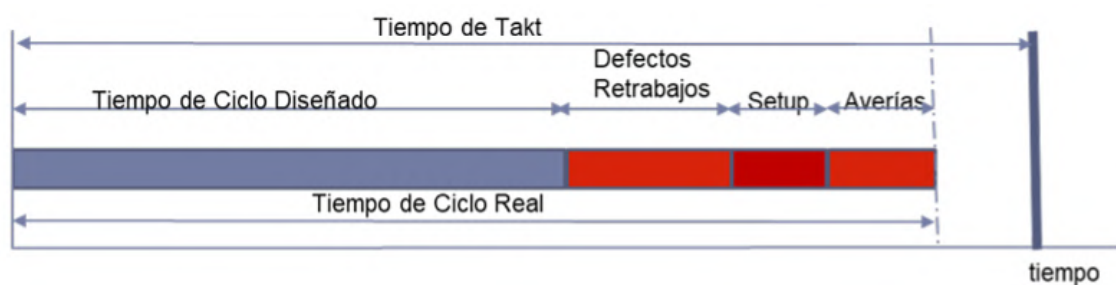 Tiempo de Takt
Defectos
Retrabajos
Tiempo de Ciclo Diseñado
Setup
Averías
Tiempo de Ciclo Real
tiempo